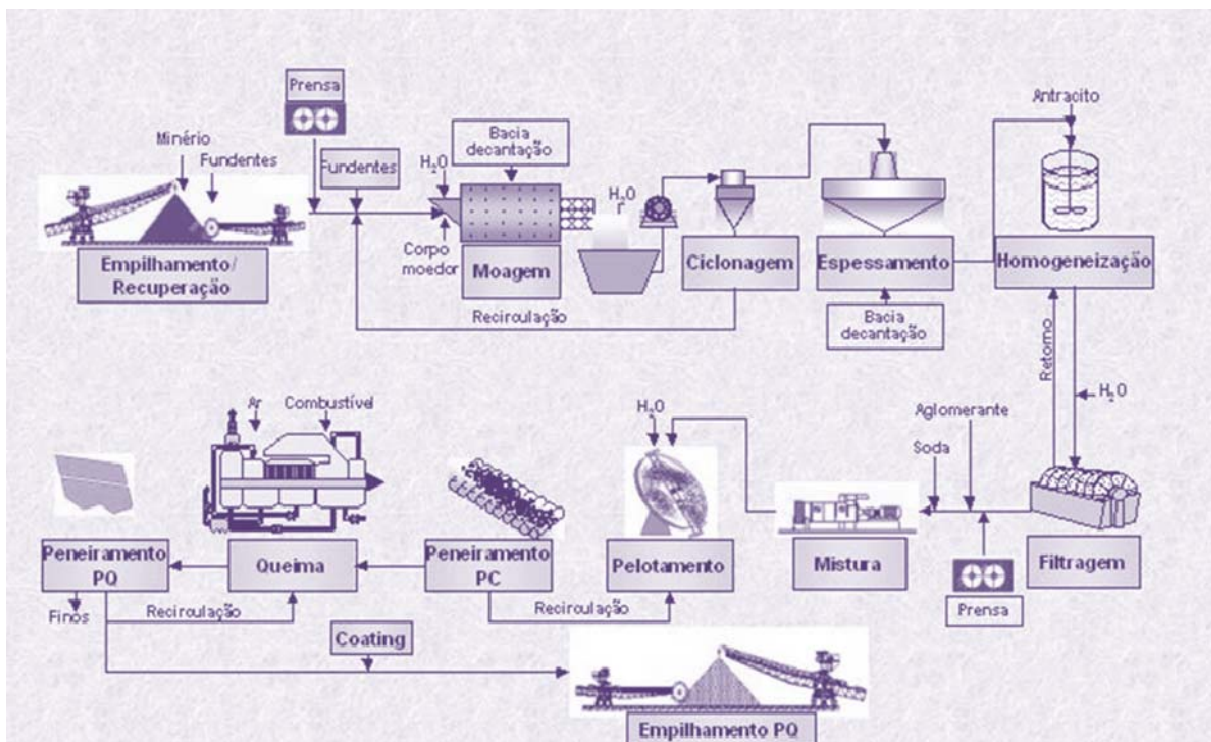 Prensa
Minério
Fundentes
Empilhamento/
Recuperação
Fundentes
H₂O
Bacia
decantação
Corpo
moedor
Moagem
H₂O
Ciclonagem
Recirculação
Espessamento
Bacia
decantação
Antracito
Homogeneização
Retorno
H₂O
Filtragem
Aglomerante
Soda
Prensa
Mistura
H₂O
Pelotamento
Recirculação
Peneiramento
PC
Ar
Combustível
Queima
Recirculação
Peneiramento
PQ
Finos
Coating
Empilhamento PQ